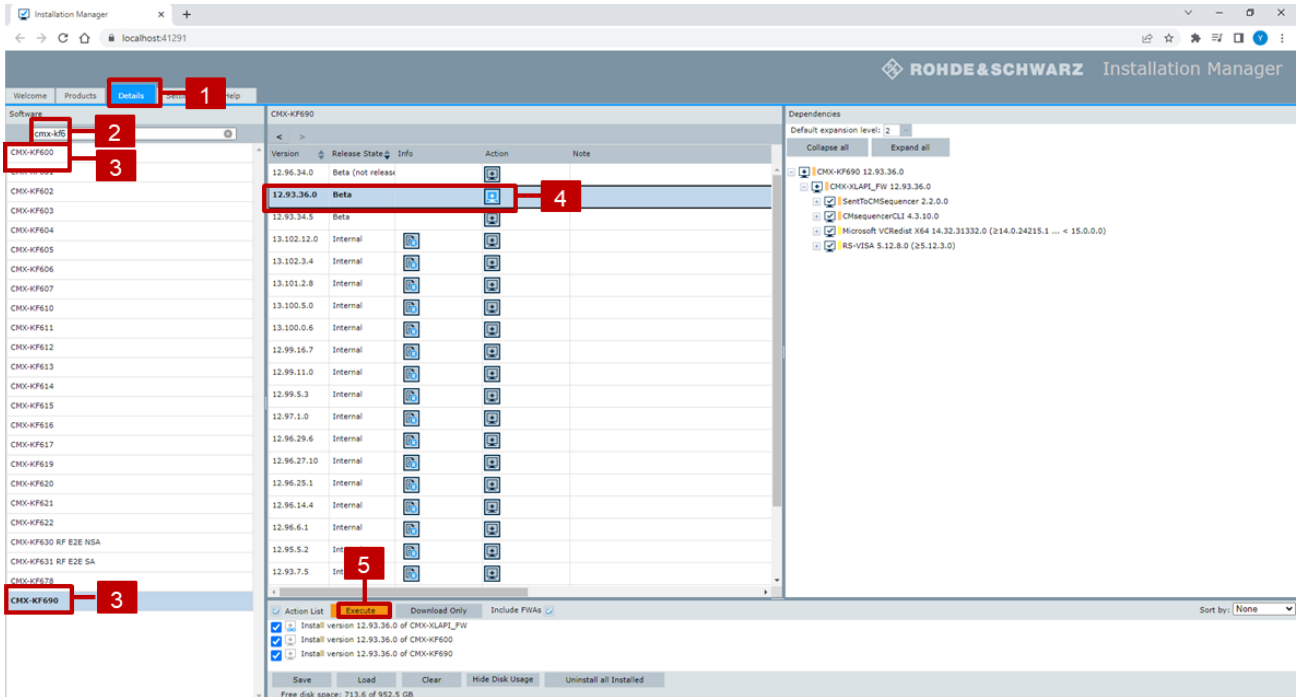 Installation Manager
localhost:41291
ROHDE&SCHWARZ Installation Manager
Welcome Products Details Help
1
Software
cmx-kf6
2
CMX-KF600
3
CMX-KF602
CMX-KF603
CMX-KF604
CMX-KF605
CMX-KF606
CMX-KF607
CMX-KF610
CMX-KF611
CMX-KF612
CMX-KF613
CMX-KF614
CMX-KF615
CMX-KF616
CMX-KF617
CMX-KF619
CMX-KF620
CMX-KF621
CMX-KF622
CMX-KF630 RF E2E NSA
CMX-KF631 RF E2E SA
CMX-KF678
CMX-KF690
3
CMX-KF690
< >
Version Release State Info Action Note
12.96.34.0 Beta (not release
12.93.36.0 Beta
4
12.93.34.5 Beta
13.102.12.0 Internal
13.102.3.4 Internal
13.101.2.8 Internal
13.100.5.0 Internal
13.100.0.6 Internal
12.99.16.7 Internal
12.99.11.0 Internal
12.99.5.3 Internal
12.97.1.0 Internal
12.96.29.6 Internal
12.96.27.10 Internal
12.96.25.1 Internal
12.96.14.4 Internal
12.96.6.1 Internal
12.95.5.2
12.93.7.5
5
Action List Execute Download Only Include FWAs
Install version 12.93.36.0 of CMX-XLAPI_FW
Install version 12.93.36.0 of CMX-KF600
Install version 12.93.36.0 of CMX-KF690
Save Load Clear Hide Disk Usage Uninstall all Installed
Free disk space: 713.6 of 952.5 GB
Dependencies
Default expansion level: 2
Collapse all Expand all
CMX-KF690 12.93.36.0
CMX-XLAPI_FW 12.93.36.0
SentToCMSequencer 2.2.0.0
CMsequencerCLI 4.3.10.0
Microsoft VCRedist X64 14.32.31332.0 (≥14.0.24215.1 ... < 15.0.0.0)
RS-VISA 5.12.8.0 (≥5.12.3.0)
Sort by: None